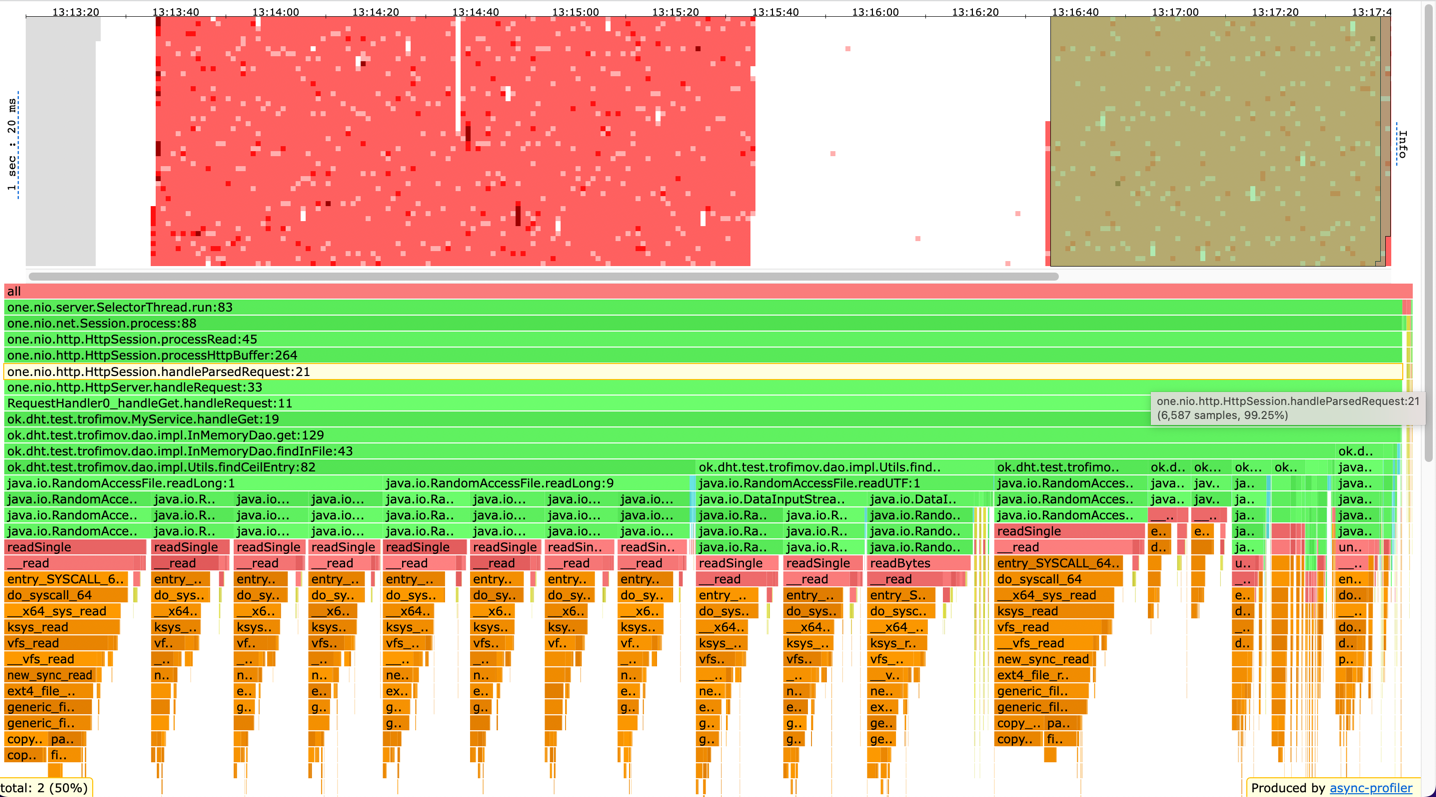 13:13:20 13:13:40 13:14:00 13:14:20 13:14:40 13:15:00 13:15:20 13:15:40 13:16:00 13:16:20 13:16:40 13:17:00 13:17:20 13:17:4
1 sec : 20 ms
Info
all
one.nio.server.SelectorThread.run:83
one.nio.net.Session.process:88
one.nio.http.HttpSession.processRead:45
one.nio.http.HttpSession.processHttpBuffer:264
one.nio.http.HttpSession.handleParsedRequest:21
one.nio.http.HttpServer.handleRequest:33
RequestHandler0_handleGet.handleRequest:11
one.nio.http.HttpSession.handleParsedRequest:21
(6,587 samples, 99.25%)
ok.dht.test.trofimov.MyService.handleGet:19
ok.dht.test.trofimov.dao.impl.InMemoryDao.get:129
ok.dht.test.trofimov.dao.impl.InMemoryDao.findInFile:43 ok.d..
ok.dht.test.trofimov.dao.impl.Utils.findCeilEntry:82 ok.dht.test.trofimov.dao.impl.Utils.find.. ok.dht.test.trofimo.. ok.d.. ok... ok... ok.. java..
java.io.RandomAccessFile.readLong:1 java.io.RandomAccessFile.readLong:9 java.io.RandomAccessFile.readUTF:1 java.io.RandomAcces.. java.. jav.. ja.. java..
java.io.RandomAcce.. java.io.R.. java.io... java.io... java.io.RandomAcc.. java.io... java.io... java.io... java.io.DataInputStrea.. java.io.DataI.. java.io.RandomAcces.. java.. jav.. ja.. java..
java.io.RandomAcce.. java.io.R.. java.io... java.io... java.io.RandomAcc.. java.io... java.io... java.io... java.io.Ra.. java.io.R.. java.io.Rando.. java.io.RandomAcces.. __.. __.. ja.. java..
java.io.RandomAcce.. java.io.R.. java.io... java.io... java.io.RandomAcc.. java.io... java.io... java.io... java.io.Ra.. java.io.R.. java.io.Rando.. readSingle e.. e.. ja.. java..
readSingle readSingle readSingle readSingle readSingle readSingle readSin.. readSin.. java.io.Ra.. java.io.R.. java.io.Rando.. __read d.. ja.. un..
__read __read __read __read __read __read __read __read readSingle readSingle readBytes entry_SYSCALL_64.. u.. __..
entry_SYSCALL_6.. entry_.. entry.. entry_.. entry_.. entry.. entry.. entry.. __read __read __read do_syscall_64 _.. en..
do_syscall_64 do_sys.. do_sy.. do_sy.. do_sys.. do_sy.. do_sy.. do_sy.. entry_.. entry_.. entry_S.. __x64_sys_read e.. do..
__x64_sys_read __x64.. __x6.. __x6.. __x64.. __x6.. __x6.. __x6.. do_sys.. do_sys.. do_sysc.. ksys_read d.. __..
ksys_read ksys_.. ksys.. ksys.. ksys_.. ksys.. ksy.. ksys.. __x64.. __x64.. __x64_.. vfs_read _.. do..
vfs_read vf.. vf.. vfs.. vfs_.. vf.. vf.. vf.. ksys_.. ksys_.. ksys_r.. __vfs_read d.. d..
__vfs_read _.. _.. _.. __.. _.. _.. _.. vfs.. vfs.. vfs_.. new_sync_read p..
new_sync_read n.. n.. n.. ne.. n.. n.. __.. _.. __v.. ext4_file_r..
ext4_file_.. e.. e.. ex.. e.. e.. ne.. n.. ne.. generic_fil..
generic_fi.. g.. g.. g.. g.. g.. e.. e.. ex.. generic_fil..
generic_fi.. g.. g.. g.. g.. ge.. copy_.. pa..
copy.. pa.. g.. g.. ge.. copy.. fi..
cop.. fi..
total: 2 (50%)
Produced by async-profiler